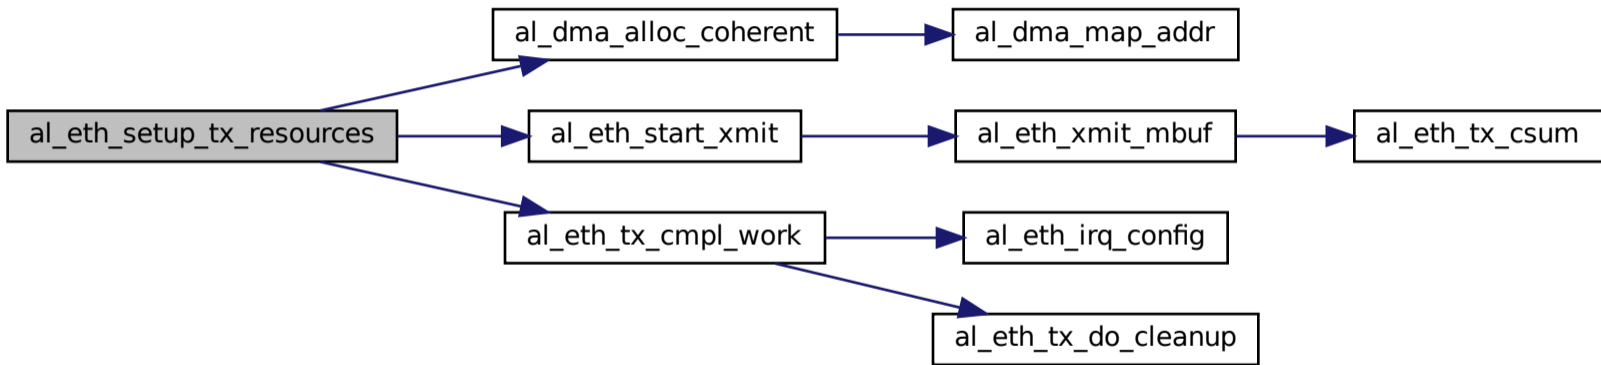 al_dma_alloc_coherent
al_dma_map_addr
al_eth_setup_tx_resources
al_eth_start_xmit
al_eth_xmit_mbuf
al_eth_tx_csum
al_eth_tx_cmpl_work
al_eth_irq_config
al_eth_tx_do_cleanup